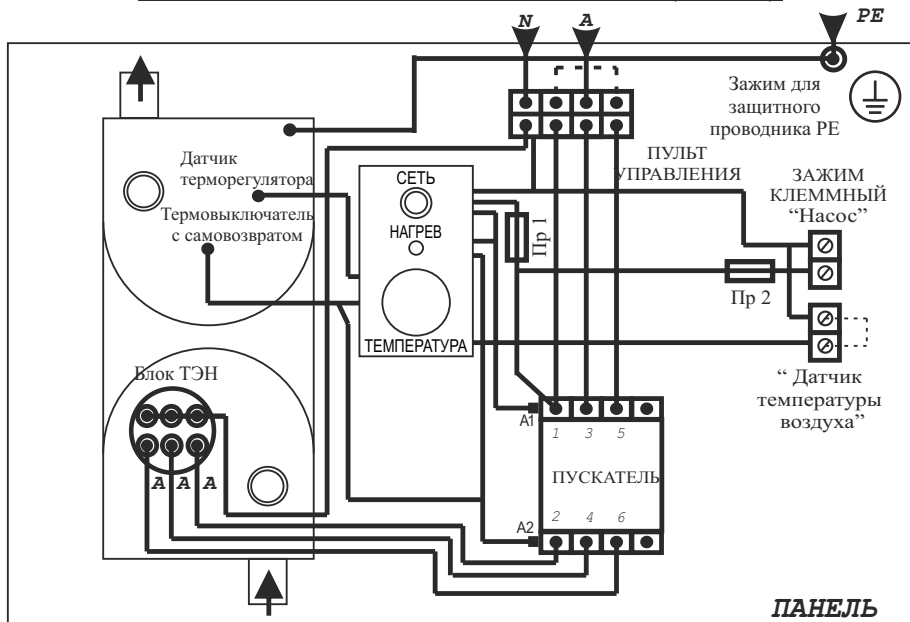 N
A
PE
Зажим для
защитного
проводника PE
ПУЛЬТ
УПРАВЛЕНИЯ
ЗАЖИМ
КЛЕММНЫЙ
“Насос”
Датчик
терморегулятора
Термовыключатель
с самовозвратом
СЕТЬ
НАГРЕВ
ТЕМПЕРАТУРА
Пр 1
Пр 2
“ Датчик
температуры
воздуха”
Блок ТЭН
A A A
A1
1 3 5
ПУСКАТЕЛЬ
2 4 6
A2
ПАНЕЛЬ